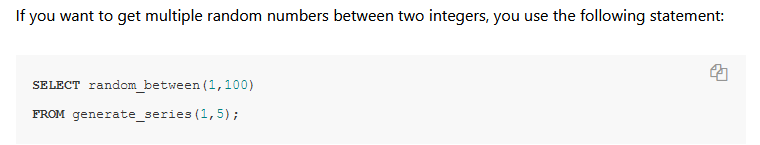 If you want to get multiple random numbers between two integers, you use the following statement:
SELECT random_between(1,100)
FROM generate_series(1,5);